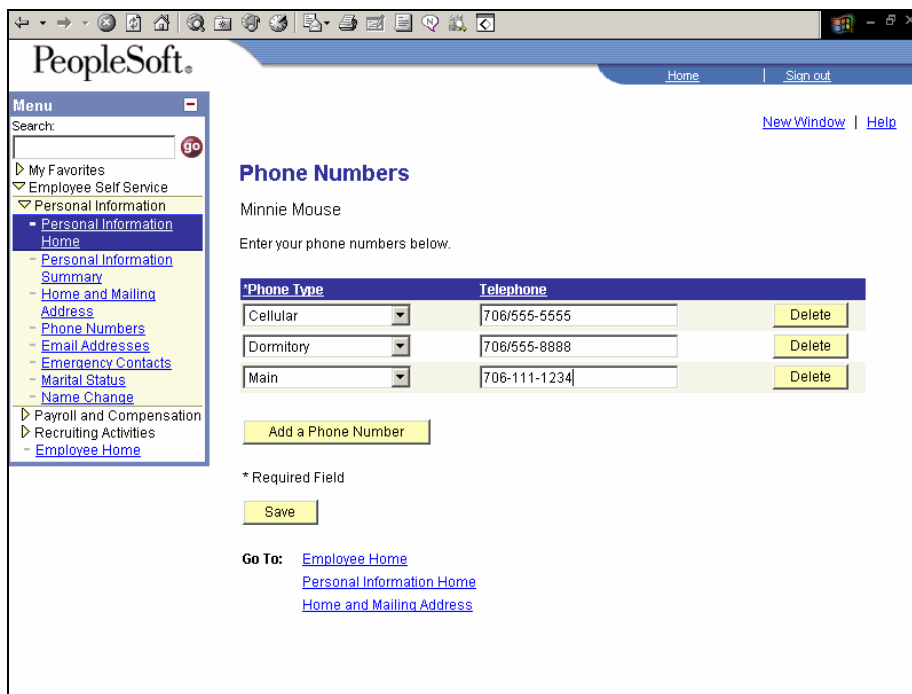 PeopleSoft®
Home | Sign out
Menu
Search:
go
My Favorites
Employee Self Service
Personal Information
Personal Information
Home
Personal Information
Summary
Home and Mailing
Address
Phone Numbers
Email Addresses
Emergency Contacts
Marital Status
Name Change
Payroll and Compensation
Recruiting Activities
Employee Home
New Window | Help
Phone Numbers
Minnie Mouse
Enter your phone numbers below.
*Phone Type Telephone
Cellular 706/555-5555 Delete
Dormitory 706/555-8888 Delete
Main 706-111-1234 Delete
Add a Phone Number
* Required Field
Save
Go To: Employee Home
Personal Information Home
Home and Mailing Address